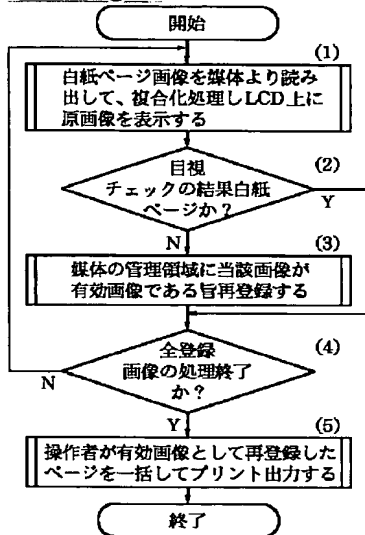 開始
(1)
白紙ページ画像を媒体より読み
出して、複合化処理しLCD上に
原画像を表示する
(2)
目視
チェックの結果白紙
ページか?
Y
N
(3)
媒体の管理領域に当該画像が
有効画像である旨再登録する
(4)
全登録
画像の処理終了
か?
N
Y
(5)
操作者が有効画像として再登録した
ページを一括してプリント出力する
終了